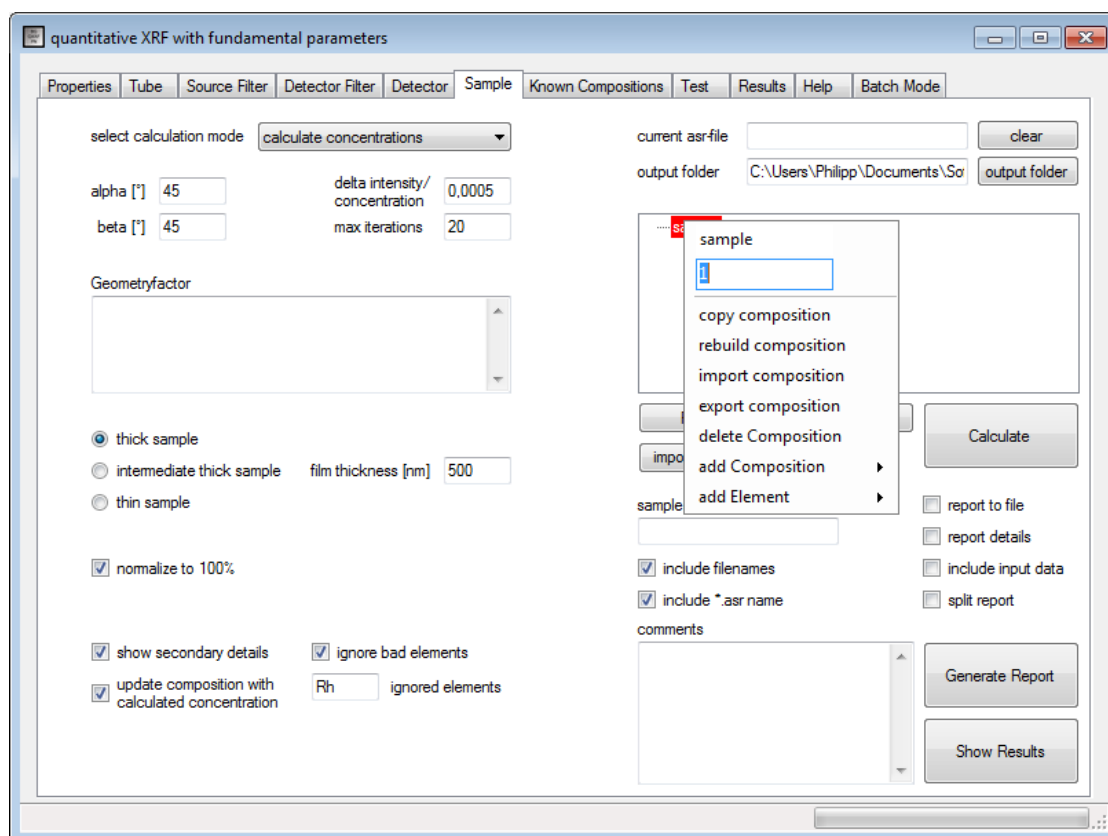 quantitative XRF with fundamental parameters
Properties Tube Source Filter Detector Filter Detector Sample Known Compositions Test Results Help Batch Mode
select calculation mode calculate concentrations
current asr-file clear
output folder C:\Users\Philipp\Documents\So output folder
alpha [°] 45
delta intensity/
concentration 0,0005
beta [°] 45
max iterations 20
Geometryfactor
sample
1
copy composition
rebuild composition
import composition
export composition
delete Composition
add Composition
add Element
Calculate
thick sample
intermediate thick sample film thickness [nm] 500
thin sample
impo
sample
report to file
report details
normalize to 100%
include filenames
include input data
include *.asr name
split report
comments
show secondary details ignore bad elements
update composition with
calculated concentration
Rh ignored elements
Generate Report
Show Results